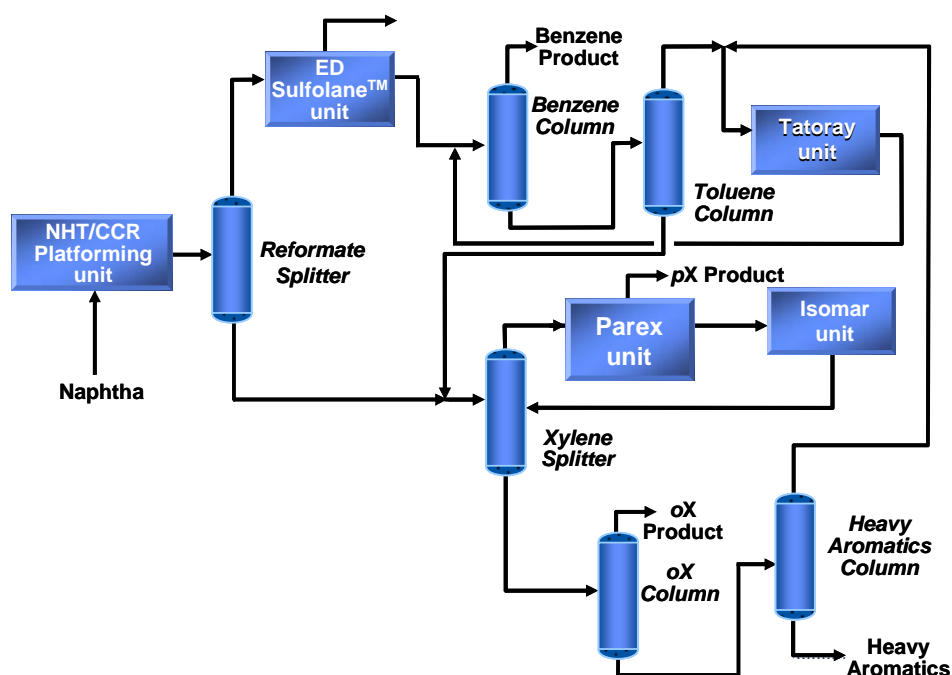 ED
Sulfolane™
unit
Benzene
Product
Benzene
Column
Tatoray
unit
Toluene
Column
NHT/CCR
Platforming
unit
Reformate
Splitter
Naphtha
pX Product
Parex
unit
Isomar
unit
Xylene
Splitter
oX
Product
oX
Column
Heavy
Aromatics
Column
Heavy
Aromatics